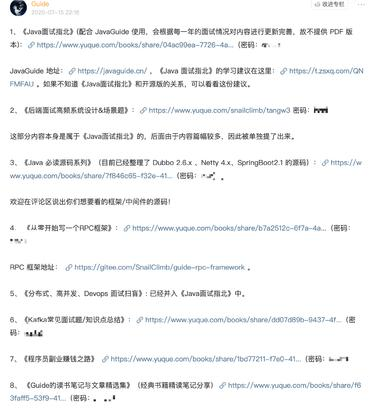 Guide
改进专栏
2020-07-15 22:16
1、《Java面试指北》(配合 JavaGuide 使用，会根据每一年的面试情况对内容进行更新完善，故不提供 PDF 版
本)： https://www.yuque.com/books/share/04ac99ea-7726-4a... （密码：
JavaGuide 地址： https://javaguide.cn/ ，《Java 面试指北》的学习建议在这里： https://t.zsxq.com/QN
FMAU。如果不知道《Java面试指北》和开源版的关系，可以看看这份建议。
2、《后端面试高频系统设计&场景题》： https://www.yuque.com/snailclimb/tangw3 密码：
这部分内容本身是属于《Java面试指北》的，后面由于内容篇幅较多，因此被单独提了出来。
3、《Java 必读源码系列》（目前已经整理了 Dubbo 2.6.x 、Netty 4.x、SpringBoot2.1 的源码）： https://w
ww.yuque.com/books/share/7f846c65-f32e-41... （密码：
欢迎在评论区说出你们想要看的框架/中间件的源码！
4. 《从零开始写一个RPC框架》： https://www.yuque.com/books/share/b7a2512c-6f7a-4a... （密码：
RPC 框架地址： https://gitee.com/SnailClimb/guide-rpc-framework 。
5、《分布式、高并发、Devops 面试扫盲》：已经并入《Java面试指北》中。
6、《Kafka常见面试题/知识点总结》： https://www.yuque.com/books/share/dd07d89b-9437-4f... （密
码：
7、《程序员副业赚钱之路》 https://www.yuque.com/books/share/1bd77211-f7e0-41... （密码：
8、《Guide的读书笔记与文章精选集》（经典书籍精读笔记分享） https://www.yuque.com/books/share/f6
63faff5-53f9-41... （密码：